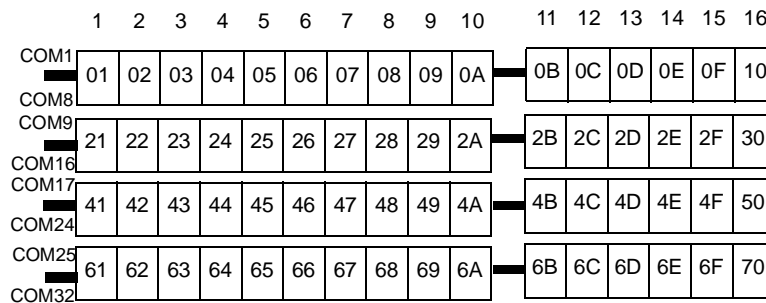 1 2 3 4 5 6 7 8 9 10 11 12 13 14 15 16
COM1
01 02 03 04 05 06 07 08 09 0A 0B 0C 0D 0E 0F 10
COM8
COM9
21 22 23 24 25 26 27 28 29 2A 2B 2C 2D 2E 2F 30
COM16
COM17
41 42 43 44 45 46 47 48 49 4A 4B 4C 4D 4E 4F 50
COM24
COM25
61 62 63 64 65 66 67 68 69 6A 6B 6C 6D 6E 6F 70
COM32